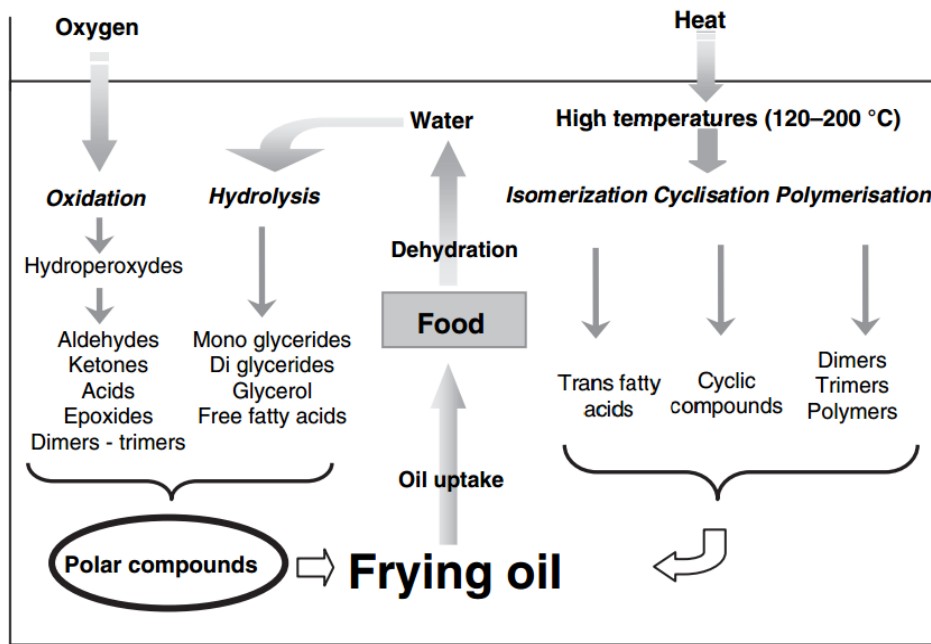 Oxygen
Heat
Water
High temperatures (120–200 °C)
Oxidation
Hydrolysis
Isomerization Cyclisation Polymerisation
Hydroperoxydes
Dehydration
Food
Aldehydes
Ketones
Acids
Epoxides
Dimers - trimers
Mono glycerides
Di glycerides
Glycerol
Free fatty acids
Trans fatty
acids
Cyclic
compounds
Dimers
Trimers
Polymers
Oil uptake
Polar compounds
Frying oil